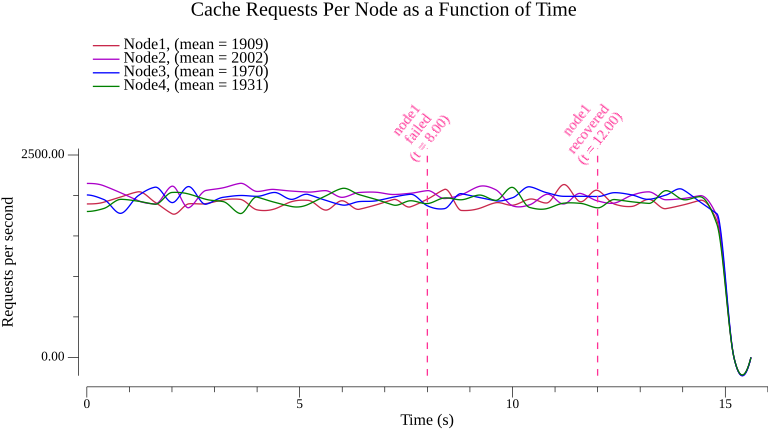 Cache Requests Per Node as a Function of Time
Node1, (mean = 1909)
Node2, (mean = 2002)
Node3, (mean = 1970)
Node4, (mean = 1931)
node1
failed
(t = 8.00)
node1
recovered
(t = 12.00)
2500.00
0.00
Requests per second
0
5
10
15
Time (s)